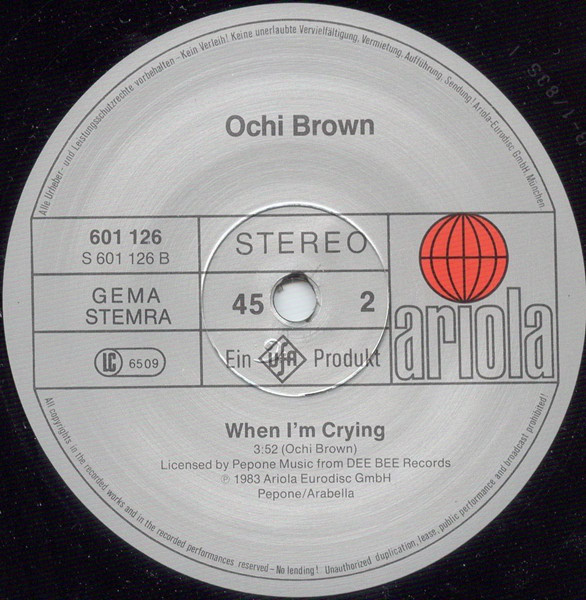 Alle Urheber- und Leistungsschutzrechte vorbehalten – Kein Verleih! Keine unerlaubte Vervielfältigung, Vermietung, Aufführung, Sendung! Ariola-Eurodisc GmbH, München
Ochi Brown
601 126
S 601 126 B
STEREO
GEMA
STEMRA
45
2
ariola
LC 6509
Ein UFA Produkt
When I'm Crying
3:52 (Ochi Brown)
Licensed by Pepone Music from DEE BEE Records
℗ 1983 Ariola Eurodisc GmbH
Pepone/Arabella
All copyrights in the recorded works and in the recorded performances reserved – No lending! Unauthorized duplication, lease, public performance and broadcast prohibited!